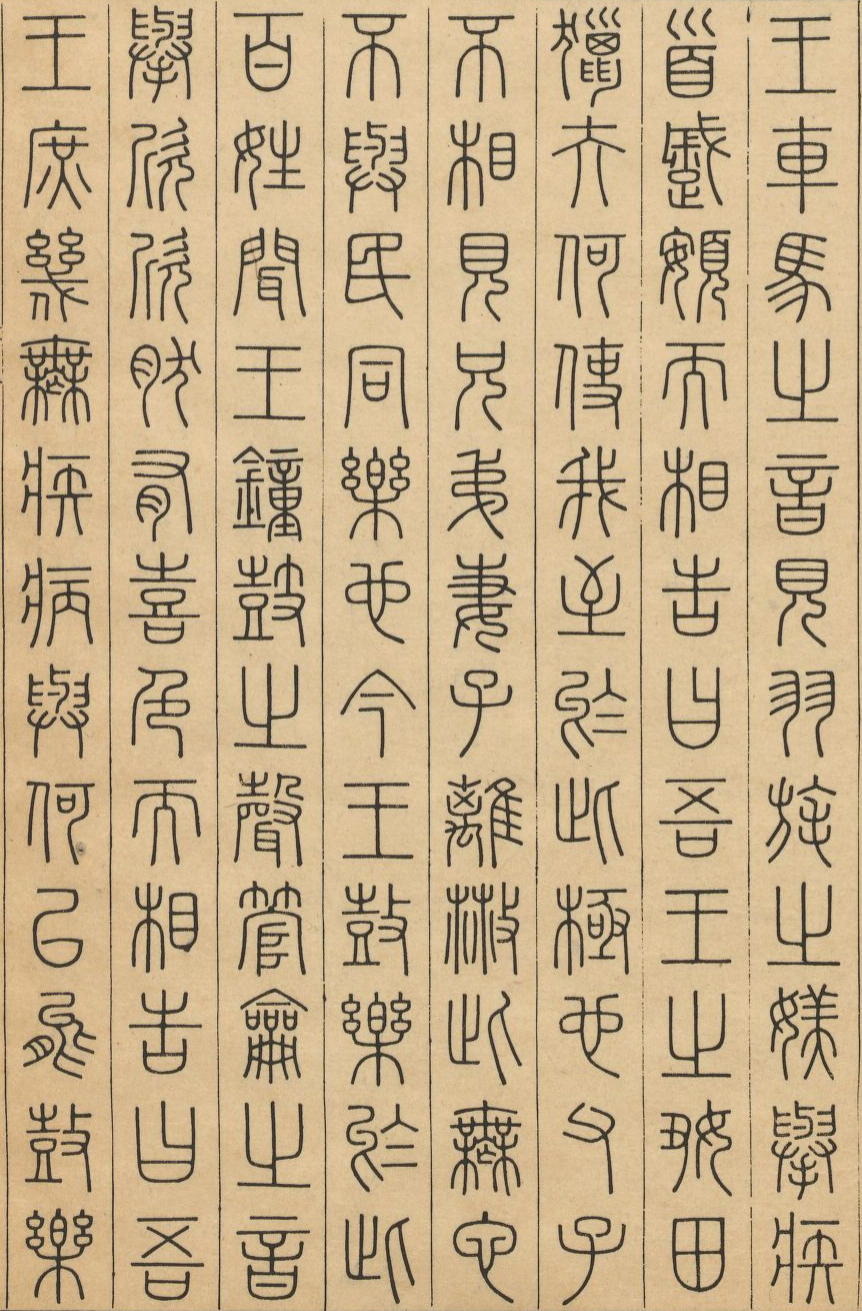 王車馬之音見羽旄之媄舉疾
首蹙頞而相告曰吾王之好田
獵夫何使我至於此極也父子
不相見兄弟妻子離散此無它
不與民同樂也今王鼓樂於此
百姓聞王鐘鼓之聲管龠之音
舉欣欣然有喜色而相告曰吾
王庶幾無疾病與何以能鼓樂